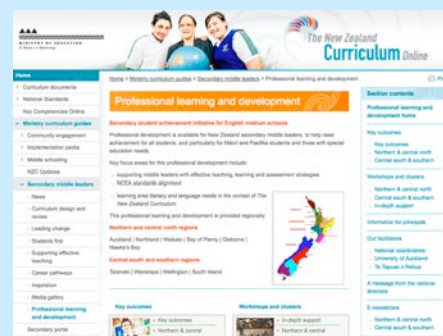 MINISTRY OF EDUCATION
The New Zealand
Curriculum Online
Home
Curriculum documents
National Standards
Key Competencies Online
Ministry curriculum guides
Community engagement
Implementation packs
Middle schooling
NZC Updates
Secondary middle leaders
News
Curriculum design and
review
Leading change
Students first
Supporting effective
teaching
Career pathways
Inspiration
Media gallery
Professional learning
and development
Secondary portal
Home > Ministry curriculum guides > Secondary middle leaders > Professional learning and development
Professional learning and development
Secondary student achievement initiative for English medium schools
Professional development is available for New Zealand secondary middle leaders, to help raise
achievement for all students, and particularly for Māori and Pasifika students and those with special
education needs.
Key focus areas for this professional development include:
supporting middle leaders with effective teaching, learning and assessment strategies
NCEA standards alignment
learning area literacy and language needs in the context of The
New Zealand Curriculum.
This professional learning and development is provided regionally.
Northern and central north regions
Auckland | Northland | Waikato | Bay of Plenty | Gisborne |
Hawke's Bay
Central south and southern regions
Taranaki | Wairarapa | Wellington | South Island
Key outcomes
Key outcomes
Northern & central
Workshops and clusters
In-depth support
Northern & central
Section contents
Professional learning and
development home
Key outcomes
Key outcomes
Northern & central north
Central south & southern
Workshops and clusters
Northern & central north
Central south & southern
In-depth support
Information for principals
Our facilitators
National coordinators
University of Auckland
Te Tapuae o Rehua
A message from the national
directors
E-newsletters
Northern & central north
Central south & southern